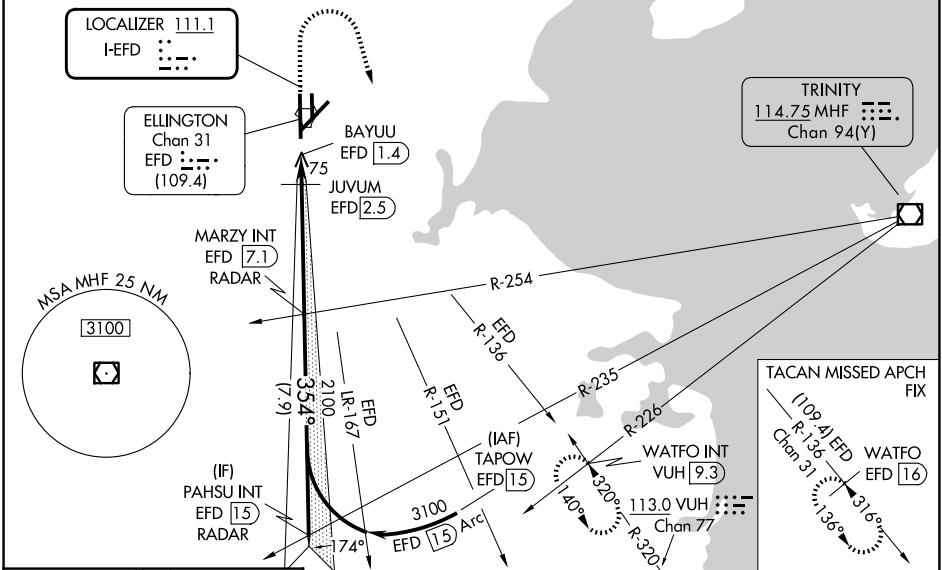 LOCALIZER 111.1
I-EFD
ELLINGTON
Chan 31
EFD
(109.4)
BAYUU
EFD 1.4
75
JUVUM
EFD 2.5
TRINITY
114.75 MHF
Chan 94(Y)
MARZY INT
EFD 7.1
RADAR
MSA MHF 25 NM
3100
R-254
EFD
R-136
R-235
R-226
EFD
R-151
EFD
LR-167
2100
354°
(7.9)
(IAF)
TAPOW
EFD 15
3100
EFD 15 Arc
(IF)
PAHSU INT
EFD 15
RADAR
174°
WATFO INT
VUH 9.3
320°
140°
R-320
113.0 VUH
Chan 77
TACAN MISSED APCH
FIX
(109.4) EFD
R-136
Chan 31
WATFO
EFD 16
316°
136°